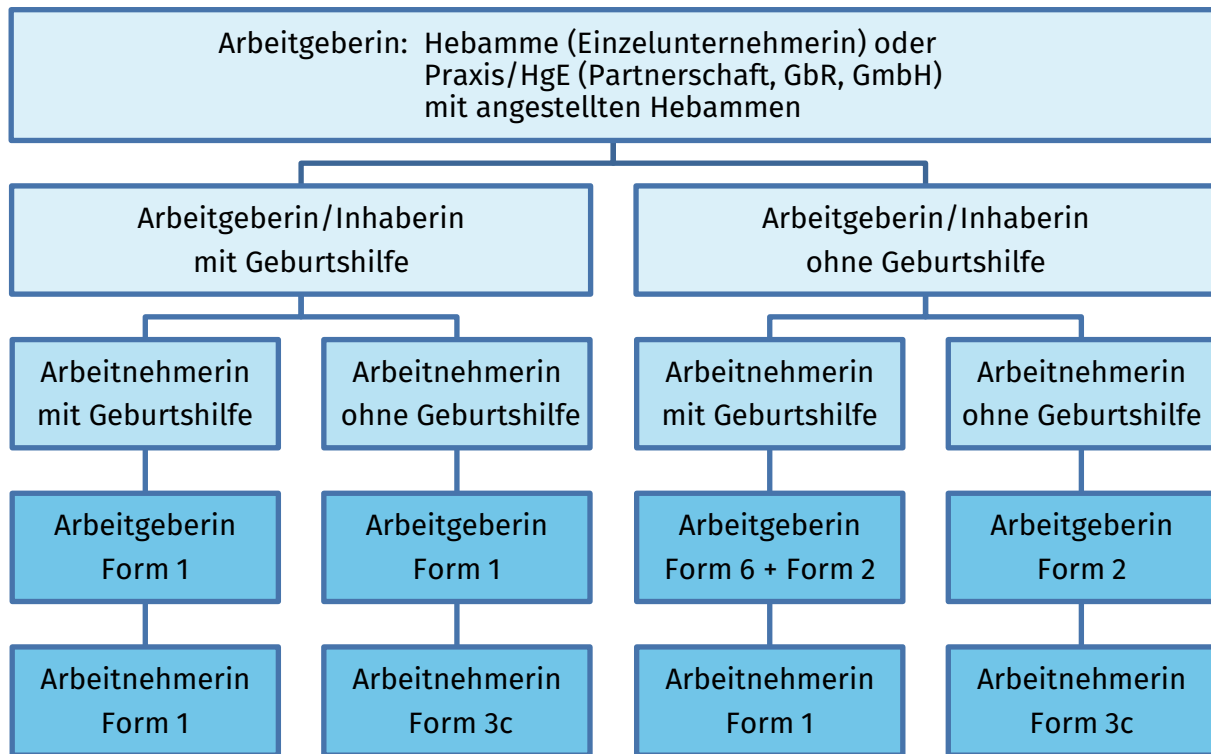 Arbeitgeberin: Hebamme (Einzelunternehmerin) oder
Praxis/HgE (Partnerschaft, GbR, GmbH)
mit angestellten Hebammen
Arbeitgeberin/Inhaberin
mit Geburtshilfe
Arbeitgeberin/Inhaberin
ohne Geburtshilfe
Arbeitnehmerin
mit Geburtshilfe
Arbeitnehmerin
ohne Geburtshilfe
Arbeitnehmerin
mit Geburtshilfe
Arbeitnehmerin
ohne Geburtshilfe
Arbeitgeberin
Form 1
Arbeitgeberin
Form 1
Arbeitgeberin
Form 6 + Form 2
Arbeitgeberin
Form 2
Arbeitnehmerin
Form 1
Arbeitnehmerin
Form 3c
Arbeitnehmerin
Form 1
Arbeitnehmerin
Form 3c